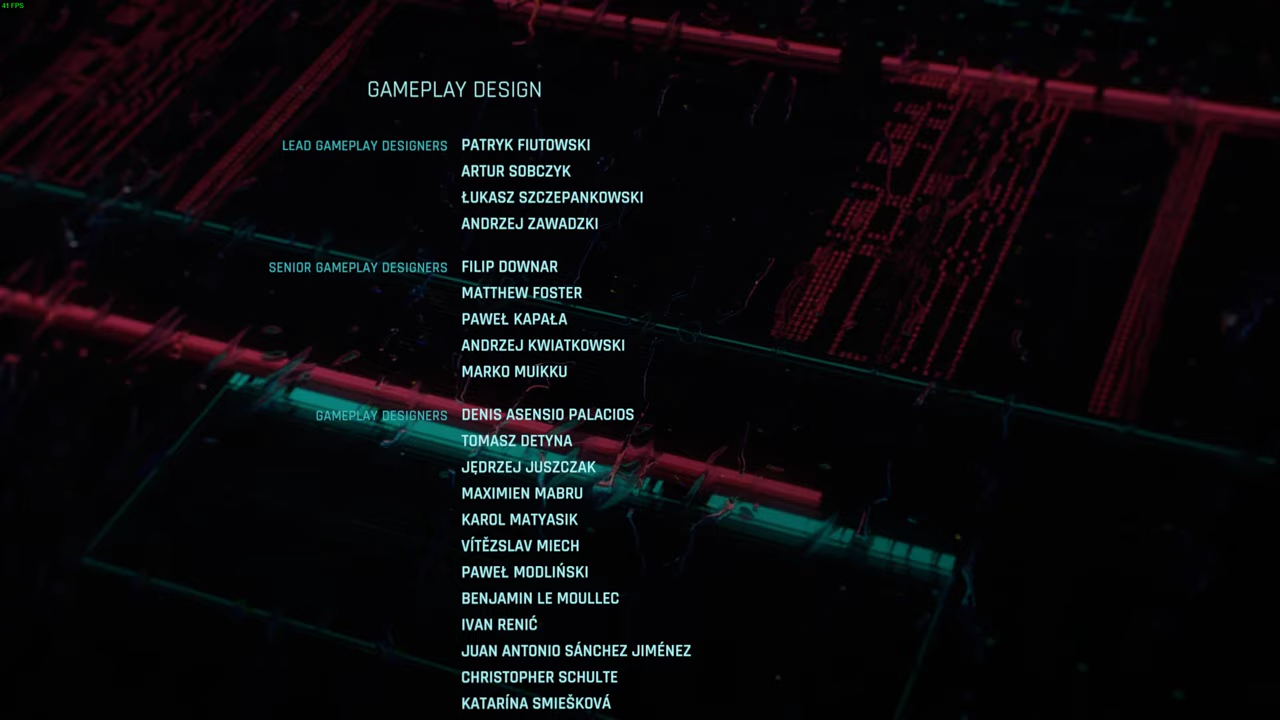 41 FPS
GAMEPLAY DESIGN
LEAD GAMEPLAY DESIGNERS PATRYK FIUTOWSKI
ARTUR SOBCZYK
ŁUKASZ SZCZEPANKOWSKI
ANDRZEJ ZAWADZKI
SENIOR GAMEPLAY DESIGNERS FILIP DOWNAR
MATTHEW FOSTER
PAWEŁ KAPAŁA
ANDRZEJ KWIATKOWSKI
MARKO MUIKKU
GAMEPLAY DESIGNERS DENIS ASENSIO PALACIOS
TOMASZ DETYNA
JĘDRZEJ JUSZCZAK
MAXIMIEN MABRU
KAROL MATYASIK
VÍTĚZSLAV MIECH
PAWEŁ MODLIŃSKI
BENJAMIN LE MOULLEC
IVAN RENIĆ
JUAN ANTONIO SÁNCHEZ JIMÉNEZ
CHRISTOPHER SCHULTE
KATARÍNA SMIEŠKOVÁ